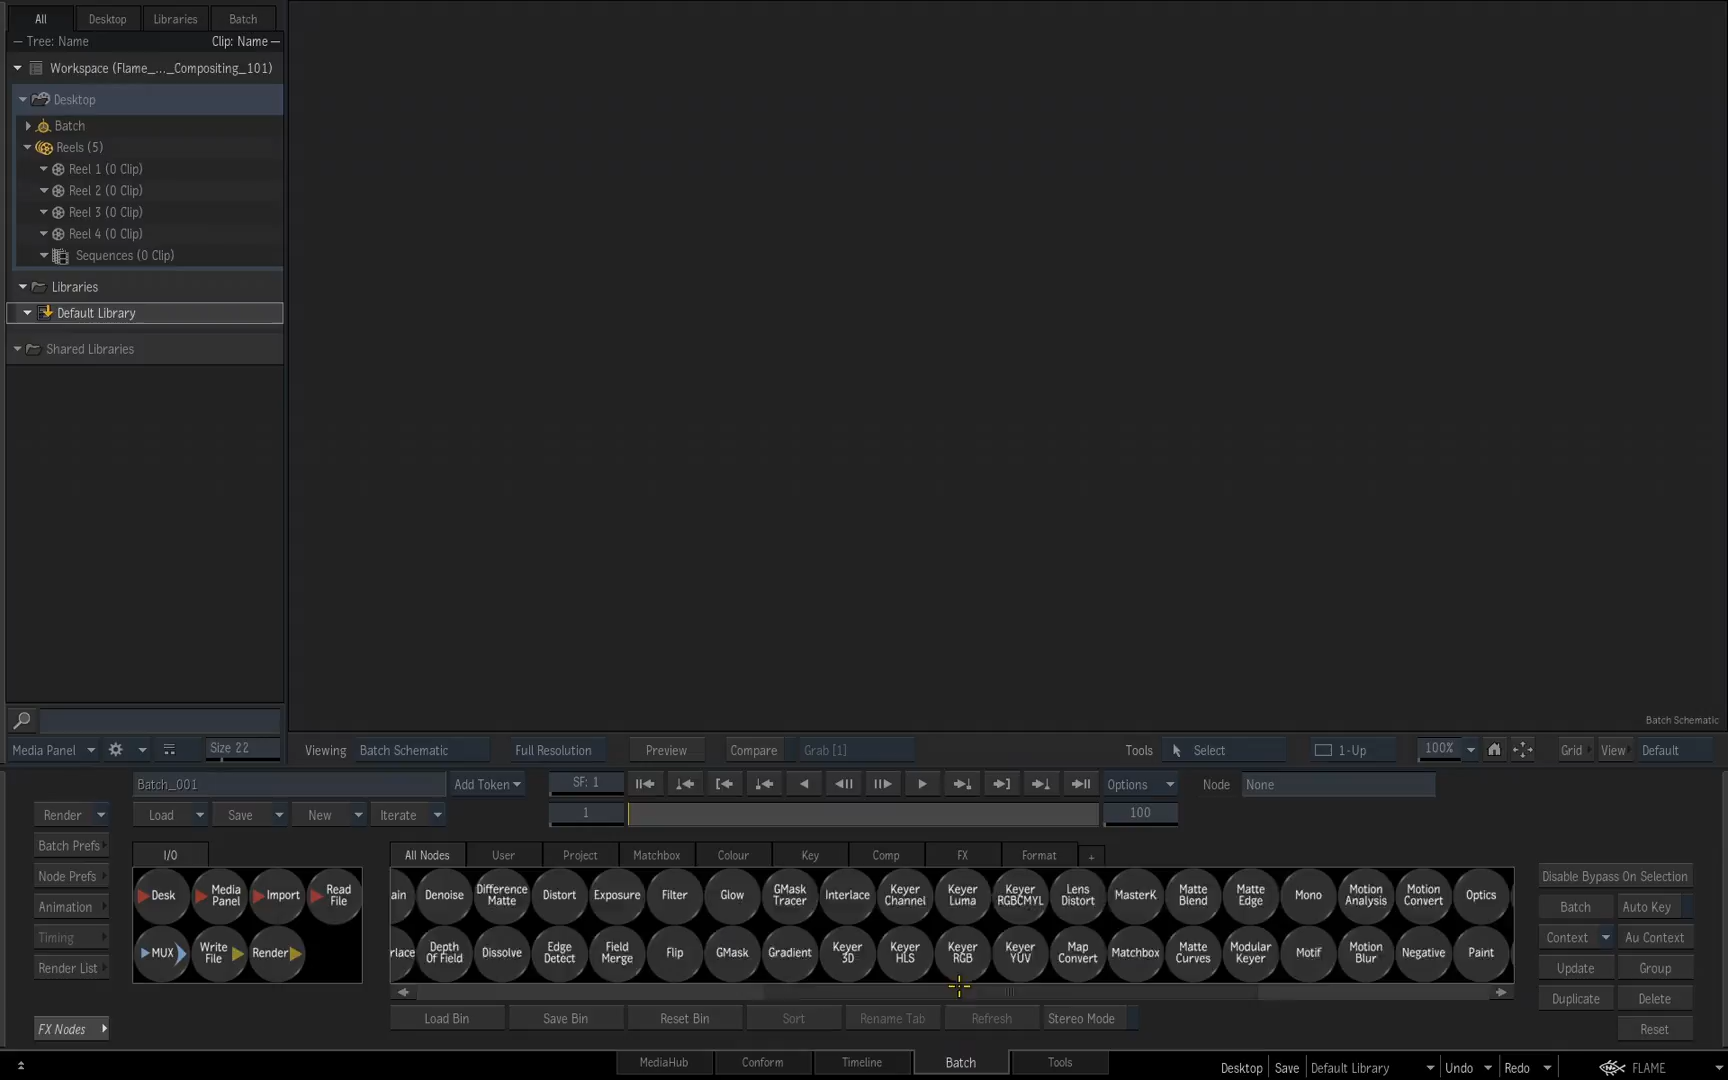 All Desktop Libraries Batch
Tree: Name Clip: Name
Workspace (Flame_..._Compositing_101)
Desktop
Batch
Reels (5)
Reel 1 (0 Clip)
Reel 2 (0 Clip)
Reel 3 (0 Clip)
Reel 4 (0 Clip)
Sequences (0 Clip)
Libraries
Default Library
Shared Libraries
Batch Schematic
Media Panel Size 22 Viewing Batch Schematic Full Resolution Preview Compare Grab [1] Tools Select 1-Up 100% Grid View Default
Batch_001 Add Token SF: 1 Options Node None
Render Load Save New Iterate 1 100
Batch Prefs
Node Prefs
Animation
Timing
Render List
FX Nodes
I/O
Desk Media Panel Import Read File
MUX Write File Render
All Nodes User Project Matchbox Colour Key Comp FX Format +
ain Denoise Difference Matte Distort Exposure Filter Glow GMask Tracer Interlace Keyer Channel Keyer Luma Keyer RGBCMYL Lens Distort MasterK Matte Blend Matte Edge Mono Motion Analysis Motion Convert Optics
rlace Depth Of Field Dissolve Edge Detect Field Merge Flip GMask Gradient Keyer 3D Keyer HLS Keyer RGB Keyer YUV Map Convert Matchbox Matte Curves Modular Keyer Motif Motion Blur Negative Paint
Load Bin Save Bin Reset Bin Sort Rename Tab Refresh Stereo Mode
Disable Bypass On Selection
Batch Auto Key
Context Au Context
Update Group
Duplicate Delete
Reset
MediaHub Conform Timeline Batch Tools Desktop Save Default Library Undo Redo FLAME